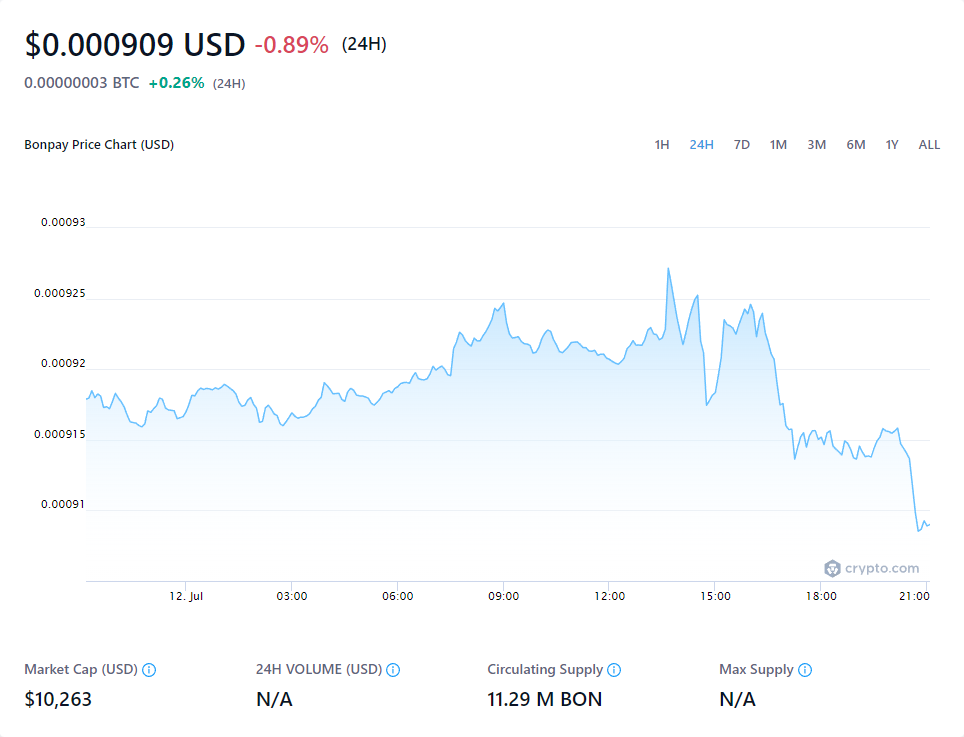 $0.000909 USD -0.89% (24H)
0.00000003 BTC +0.26% (24H)
Bonpay Price Chart (USD) 1H 24H 7D 1M 3M 6M 1Y ALL
0.00093
0.000925
0.00092
0.000915
0.00091
crypto.com
12. Jul 03:00 06:00 09:00 12:00 15:00 18:00 21:00
Market Cap (USD) 24H VOLUME (USD) Circulating Supply Max Supply
$10,263 N/A 11.29 M BON N/A